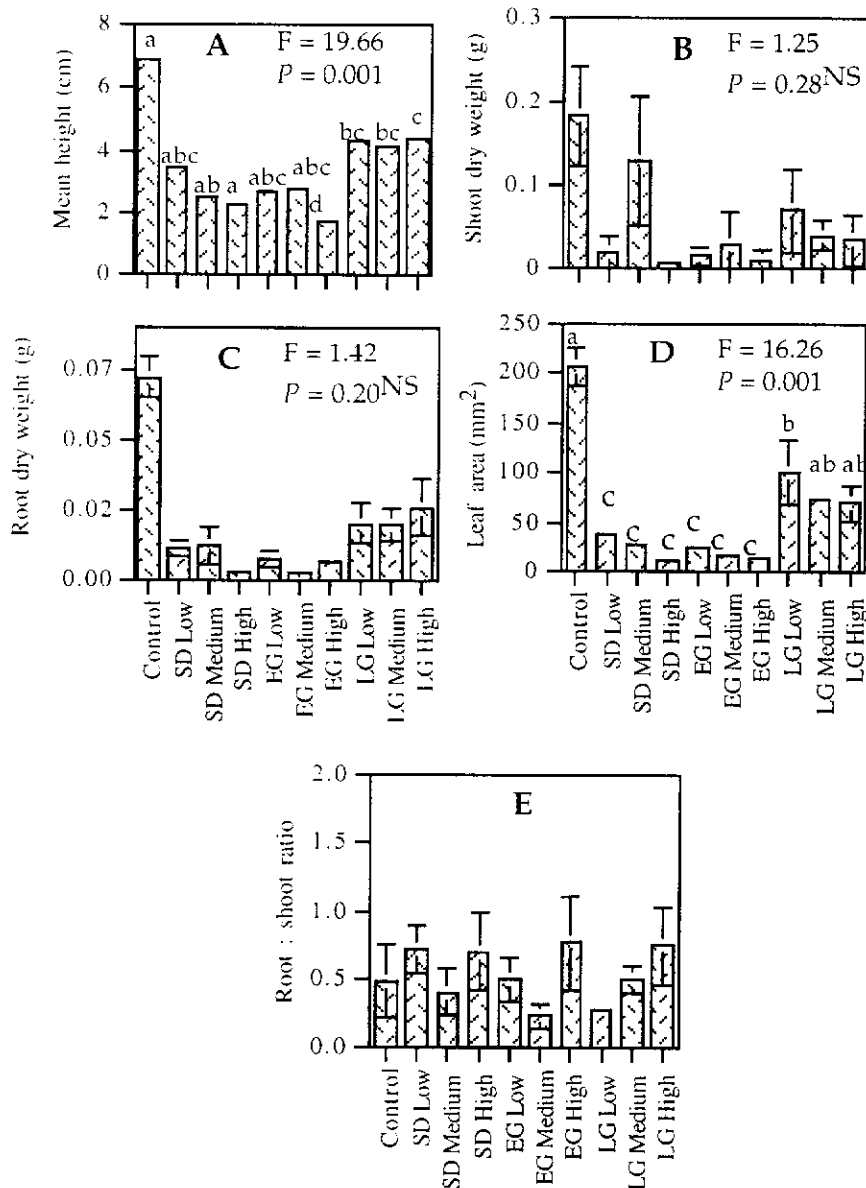 A
F = 19.66
P = 0.001
Mean height (cm)
8
6
4
2
0
a
abc
ab
a
abc
abc
d
bc
bc
c
B
F = 1.25
P = 0.28NS
Shoot dry weight (g)
0.3
0.2
0.1
0
C
F = 1.42
P = 0.20NS
Root dry weight (g)
0.07
0.05
0.02
0.00
Control
SD Low
SD Medium
SD High
EG Low
EG Medium
EG High
LG Low
LG Medium
LG High
D
F = 16.26
P = 0.001
Leaf area (mm2)
250
200
150
100
50
0
a
c
c
c
c
c
c
b
ab
ab
Control
SD Low
SD Medium
SD High
EG Low
EG Medium
EG High
LG Low
LG Medium
LG High
E
Root : shoot ratio
2.0
1.5
1.0
0.5
0.0
Control
SD Low
SD Medium
SD High
EG Low
EG Medium
EG High
LG Low
LG Medium
LG High